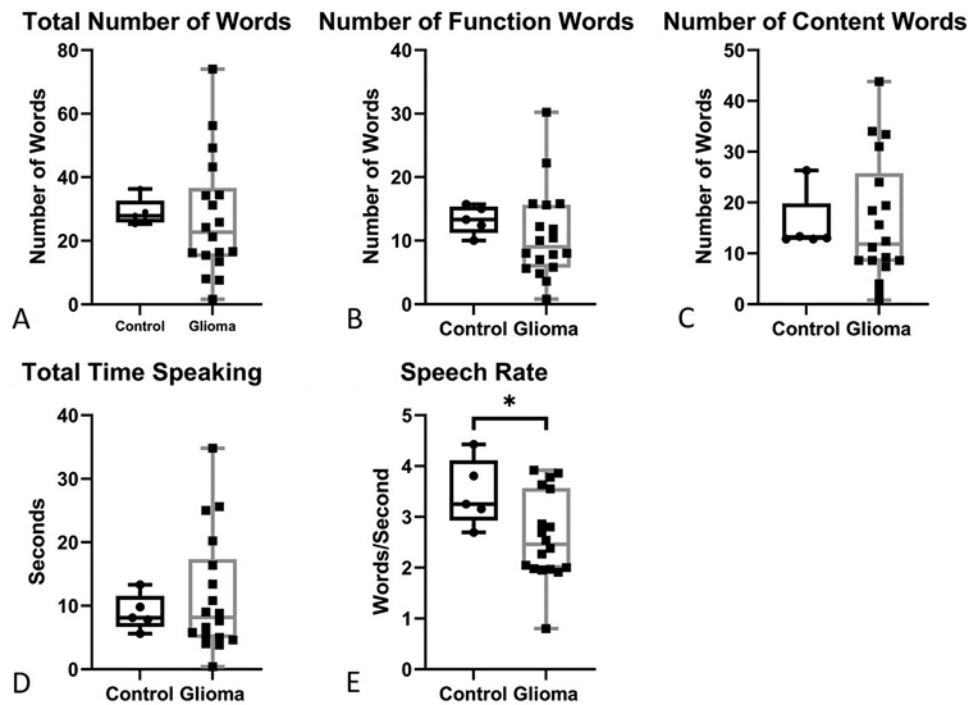 Total Number of Words
Number of Words
80
60
40
20
0
Control Glioma
A
Number of Function Words
Number of Words
40
30
20
10
0
Control Glioma
B
Number of Content Words
Number of Words
50
40
30
20
10
0
Control Glioma
C
Total Time Speaking
Seconds
40
30
20
10
0
Control Glioma
D
Speech Rate
*
Words/Second
5
4
3
2
1
0
Control Glioma
E